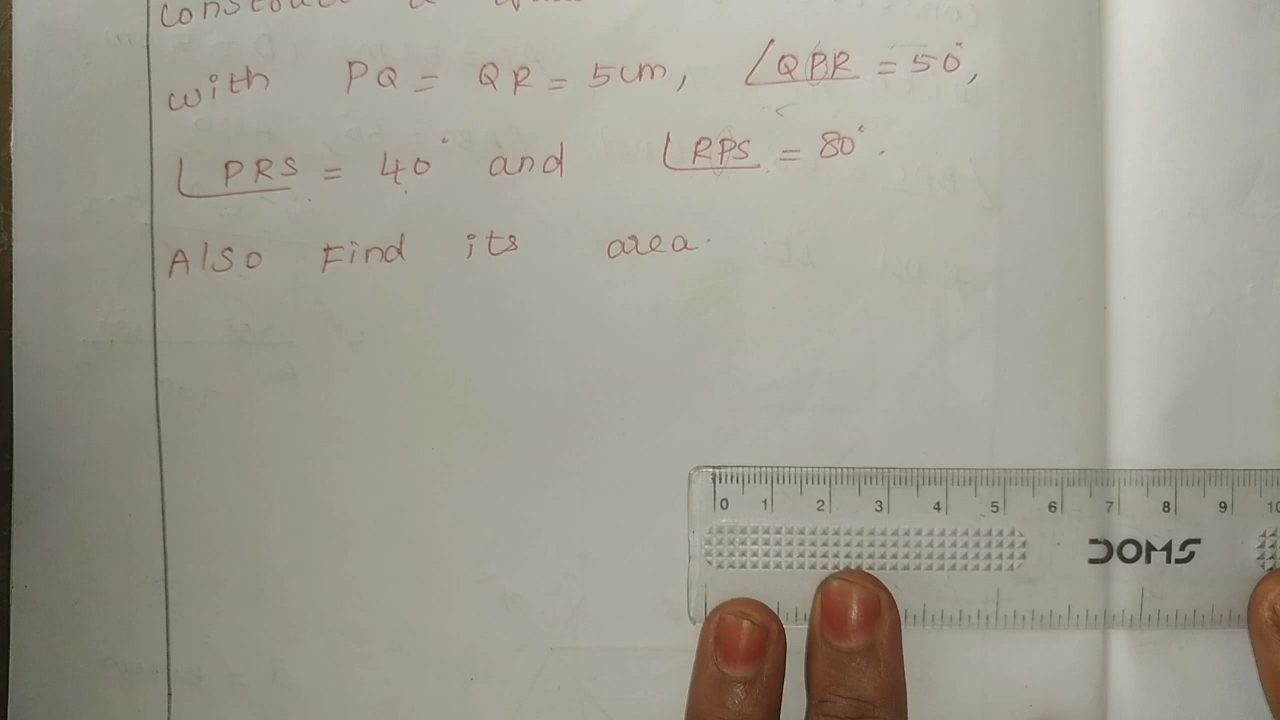 with PQ = QR = 5cm, ∠QPR = 50°,
∠PRS = 40° and ∠RPS = 80°.
Also Find its area.
0 1 2 3 4 5 6 7 8 9 10
DOMS